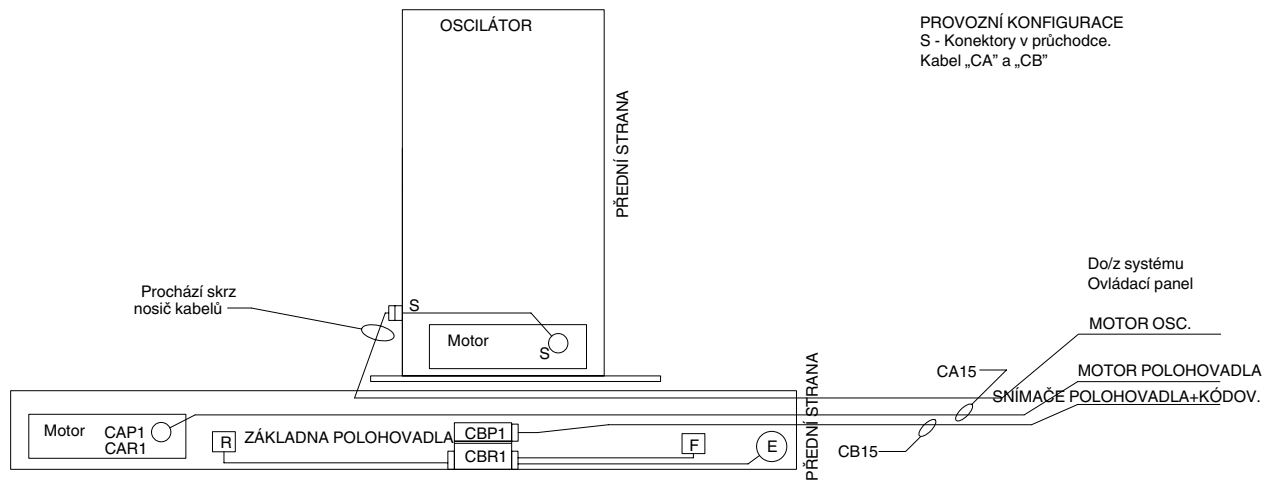 OSCILÁTOR
PROVOZNÍ KONFIGURACE
S - Konektory v průchodce.
Kabel „CA” a „CB”
PŘEDNÍ STRANA
Do/z systému
Ovládací panel
Prochází skrz
nosič kabelů
S
MOTOR OSC.
Motor
S
CA15
MOTOR POLOHOVADLA
SNÍMAČE POLOHOVADLA+KÓDOV.
PŘEDNÍ STRANA
Motor
CAP1
CAR1
R
ZÁKLADNA POLOHOVADLA
CBP1
CBR1
F
E
CB15